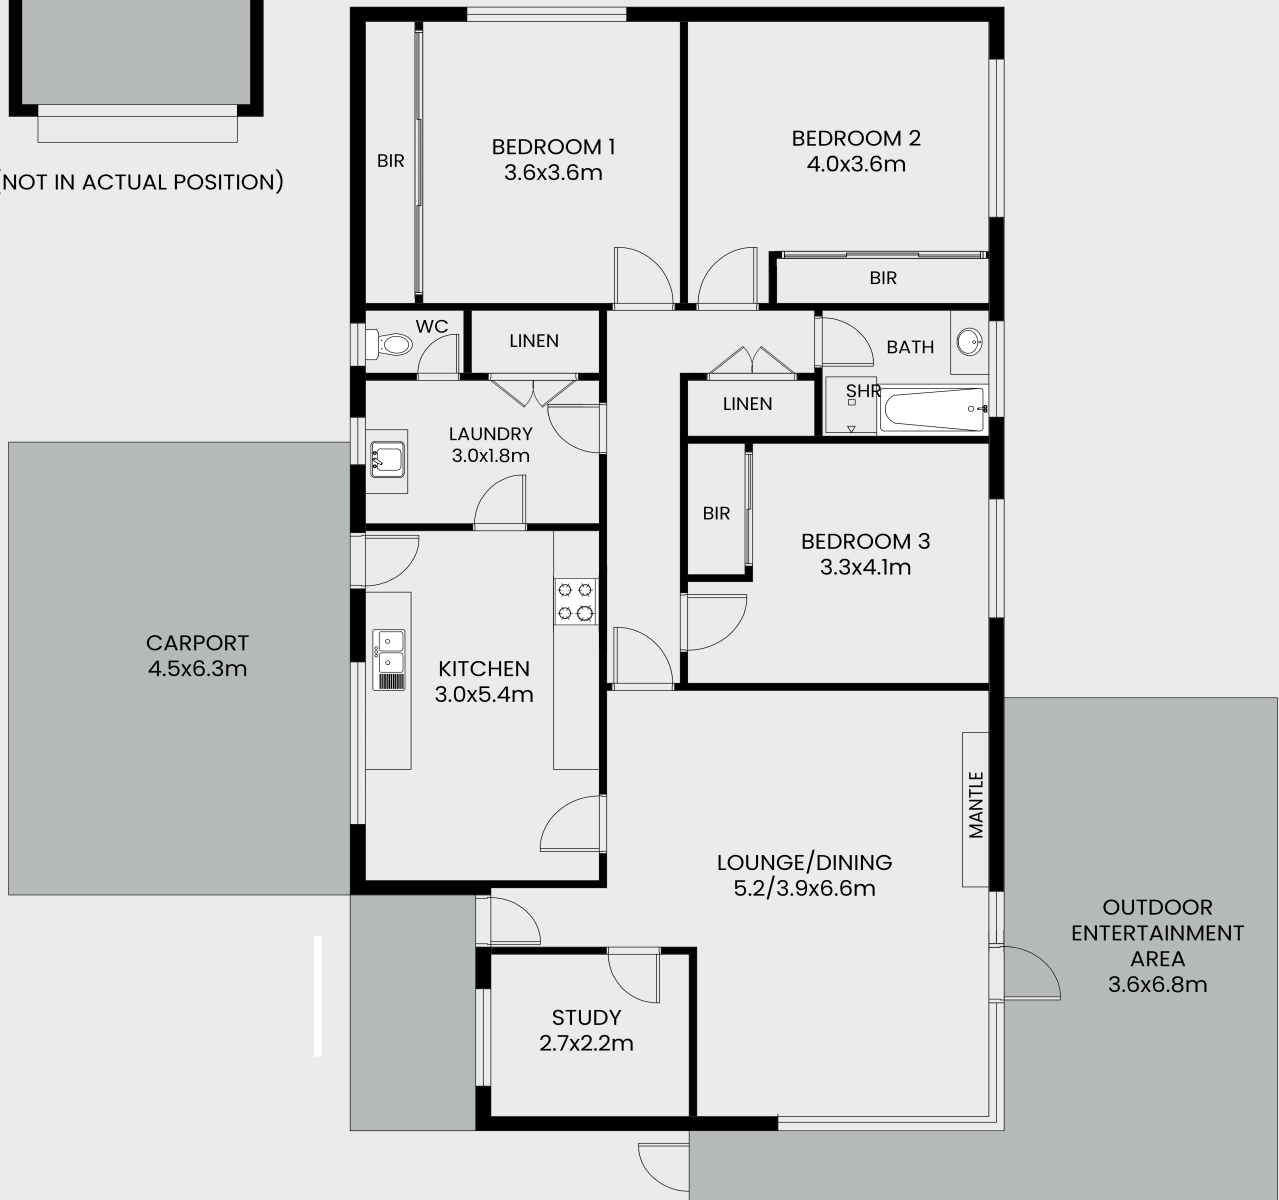 (NOT IN ACTUAL POSITION)
BIR
BEDROOM 1
3.6x3.6m
BEDROOM 2
4.0x3.6m
BIR
WC
LINEN
BATH
SHR
LINEN
LAUNDRY
3.0x1.8m
BIR
BEDROOM 3
3.3x4.1m
CARPORT
4.5x6.3m
KITCHEN
3.0x5.4m
MANTLE
LOUNGE/DINING
5.2/3.9x6.6m
OUTDOOR
ENTERTAINMENT
AREA
3.6x6.8m
STUDY
2.7x2.2m